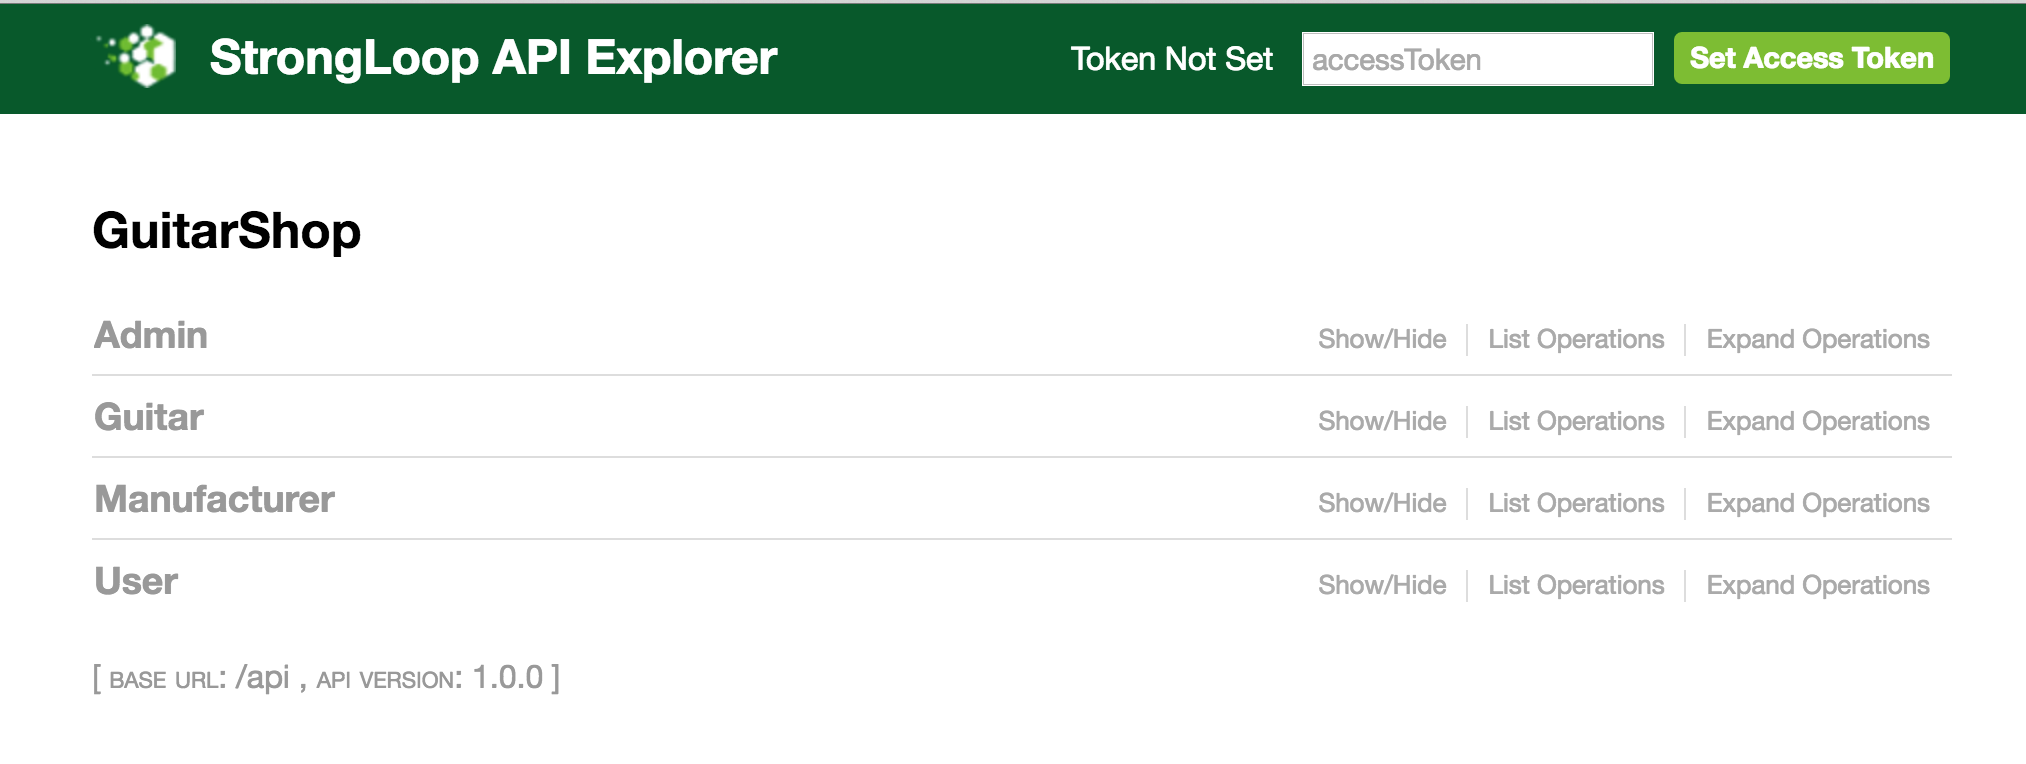 StrongLoop API Explorer Token Not Set accessToken Set Access Token
GuitarShop
Admin Show/Hide List Operations Expand Operations
Guitar Show/Hide List Operations Expand Operations
Manufacturer Show/Hide List Operations Expand Operations
User Show/Hide List Operations Expand Operations
[ BASE URL: /api , API VERSION: 1.0.0 ]